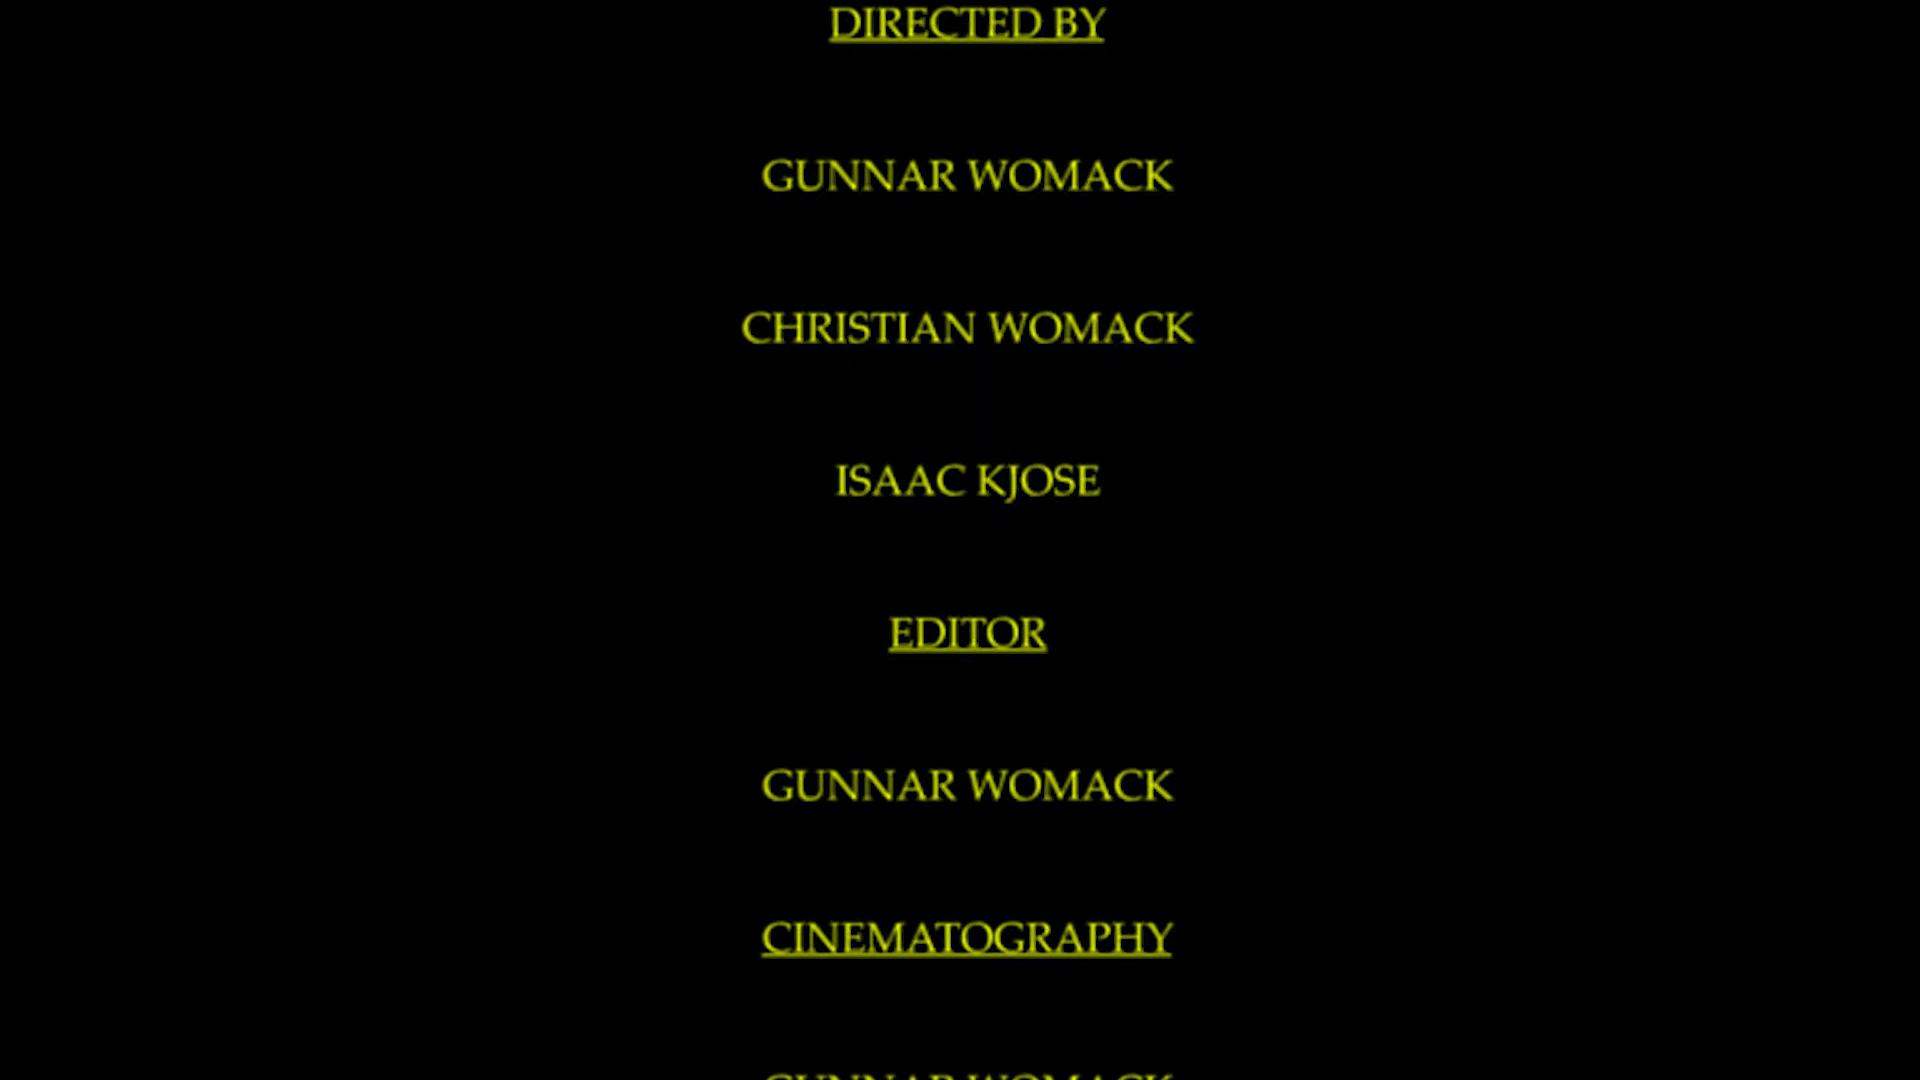 DIRECTED BY
GUNNAR WOMACK
CHRISTIAN WOMACK
ISAAC KJOSE
EDITOR
GUNNAR WOMACK
CINEMATOGRAPHY